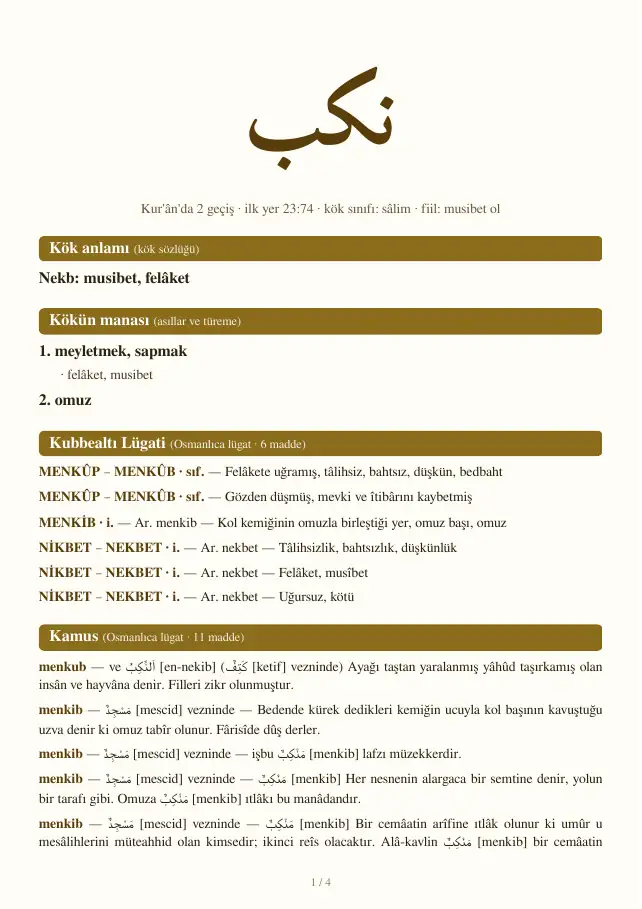 نكب
Kur'ân'da 2 geçiş · ilk yer 23:74 · kök sınıfı: sâlim · fiil: musibet ol
Kök anlamı (kök sözlüğü)
Nekb: musibet, felâket
Kökün manası (asıllar ve türeme)
1. meyletmek, sapmak
· felâket, musibet
2. omuz
Kubbealtı Lügati (Osmanlıca lügat · 6 madde)
MENKÛP – MENKÛB · sıf. — Felâkete uğramış, tâlihsiz, bahtsız, düşkün, bedbaht
MENKÛP – MENKÛB · sıf. — Gözden düşmüş, mevki ve îtibârını kaybetmiş
MENKİB · i. — Ar. menkib — Kol kemiğinin omuzla birleştiği yer, omuz başı, omuz
NİKBET – NEKBET · i. — Ar. nekbet — Tâlihsizlik, bahtsızlık, düşkünlük
NİKBET – NEKBET · i. — Ar. nekbet — Felâket, musîbet
NİKBET – NEKBET · i. — Ar. nekbet — Uğursuz, kötü
Kamus (Osmanlıca lügat · 11 madde)
menkub — ve اَلنَّكِبُ [en-nekib] (كَتِفٌ [ketif] vezninde) Ayağı taştan yaralanmış yâhûd taşırkamış olan
insân ve hayvâna denir. Filleri zikr olunmuştur.
menkib — مَسْجِدٌ [mescid] vezninde — Bedende kürek dedikleri kemiğin ucuyla kol başının kavuştuğu
uzva denir ki omuz tabîr olunur. Fârisîde dûş derler.
menkib — مَسْجِدٌ [mescid] vezninde — işbu مَنْكِبٌ [menkib] lafzı müzekkerdir.
menkib — مَسْجِدٌ [mescid] vezninde — مَنْكِبٌ [menkib] Her nesnenin alargaca bir semtine denir, yolun
bir tarafı gibi. Omuza مَنْكِبٌ [menkib] ıtlâkı bu manâdandır.
menkib — مَسْجِدٌ [mescid] vezninde — مَنْكِبٌ [menkib] Bir cemâatin arîfine ıtlâk olunur ki umûr u
mesâlihlerini müteahhid olan kimsedir; ikinci reîs olacaktır. Alâ-kavlin مَنْكِبٌ [menkib] bir cemâatin
1 / 4